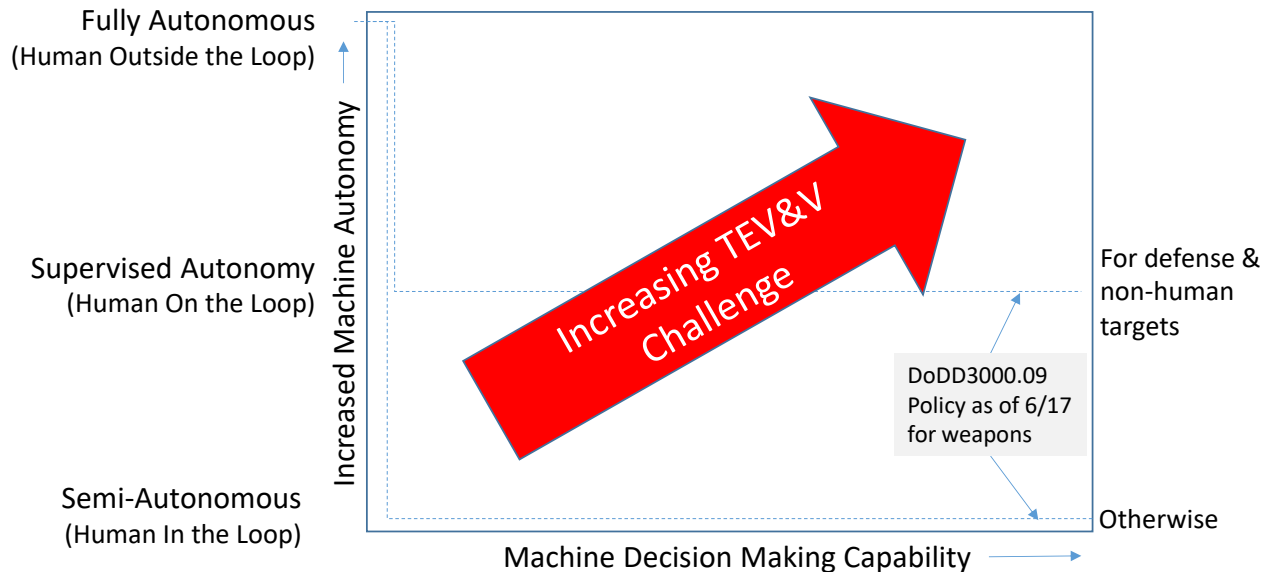 Fully Autonomous
(Human Outside the Loop)
Supervised Autonomy
(Human On the Loop)
Semi-Autonomous
(Human In the Loop)
Increased Machine Autonomy
Increasing TEV&V
Challenge
For defense &
non-human
targets
DoDD3000.09
Policy as of 6/17
for weapons
Otherwise
Machine Decision Making Capability